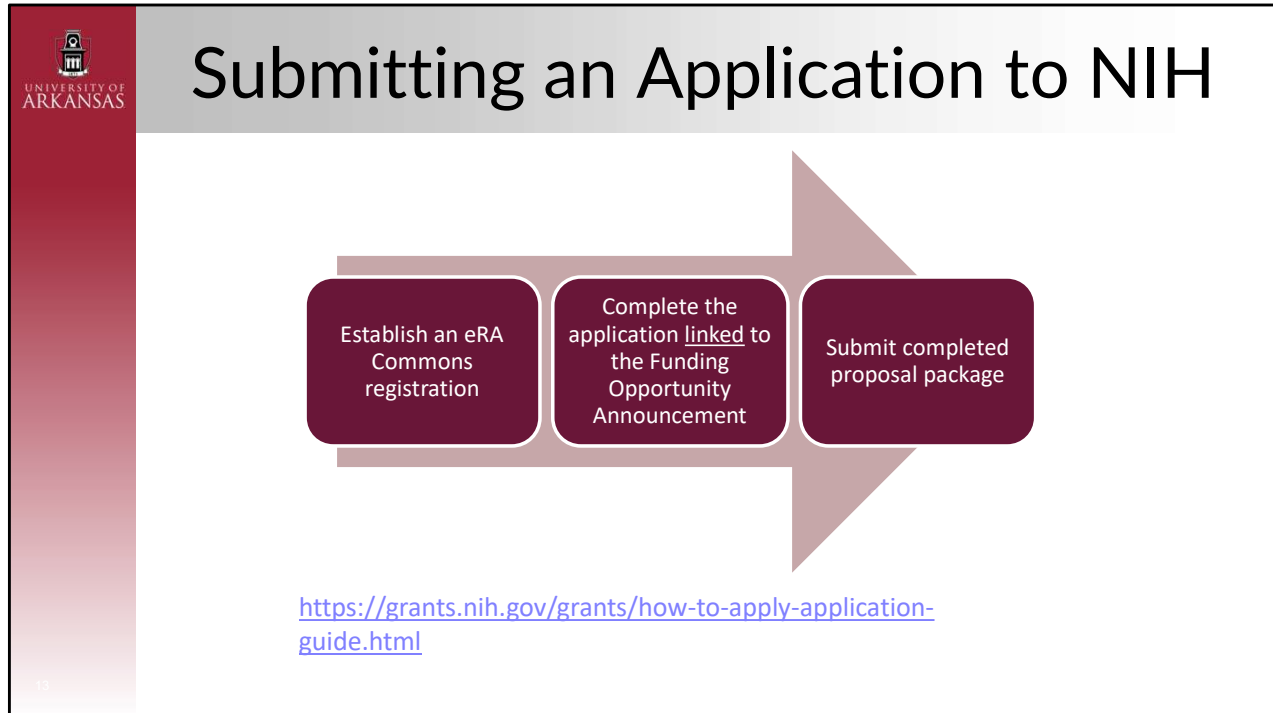 UNIVERSITY OF
ARKANSAS
Submitting an Application to NIH
Establish an eRA
Commons
registration
Complete the
application linked to
the Funding
Opportunity
Announcement
Submit completed
proposal package
https://grants.nih.gov/grants/how-to-apply-application-
guide.html
13